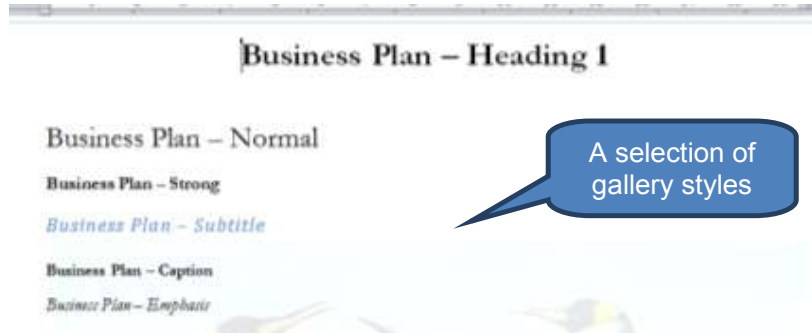 Business Plan – Heading 1
Business Plan – Normal
A selection of
gallery styles
Business Plan – Strong
Business Plan – Subtitle
Business Plan – Caption
Business Plan – Emphasis